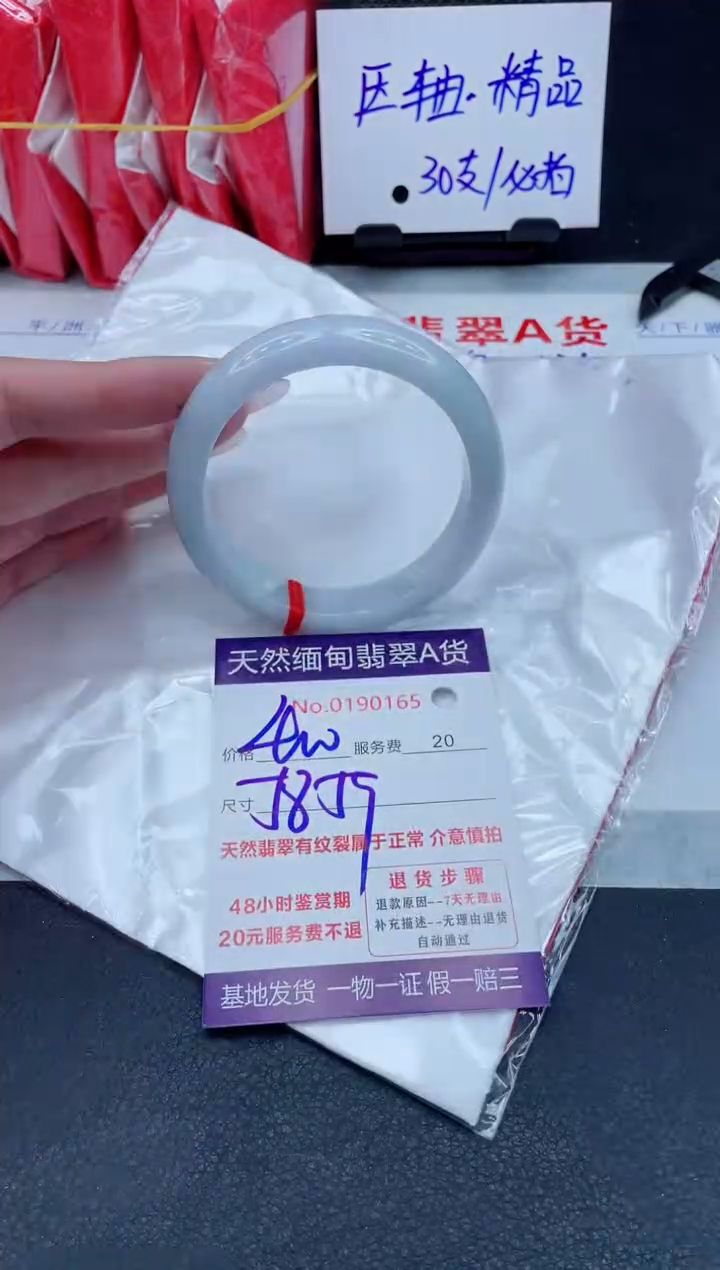 精品
30支/必拍
翡翠A货
天然缅甸翡翠A货
No.0190165
价格 服务费 20
尺寸
天然翡翠有纹裂属于正常 介意慎拍
48小时鉴赏期
20元服务费不退
退货步骤
退款原因--7天无理由
补充描述--无理由退货
自动通过
基地发货 一物一证 假一赔三